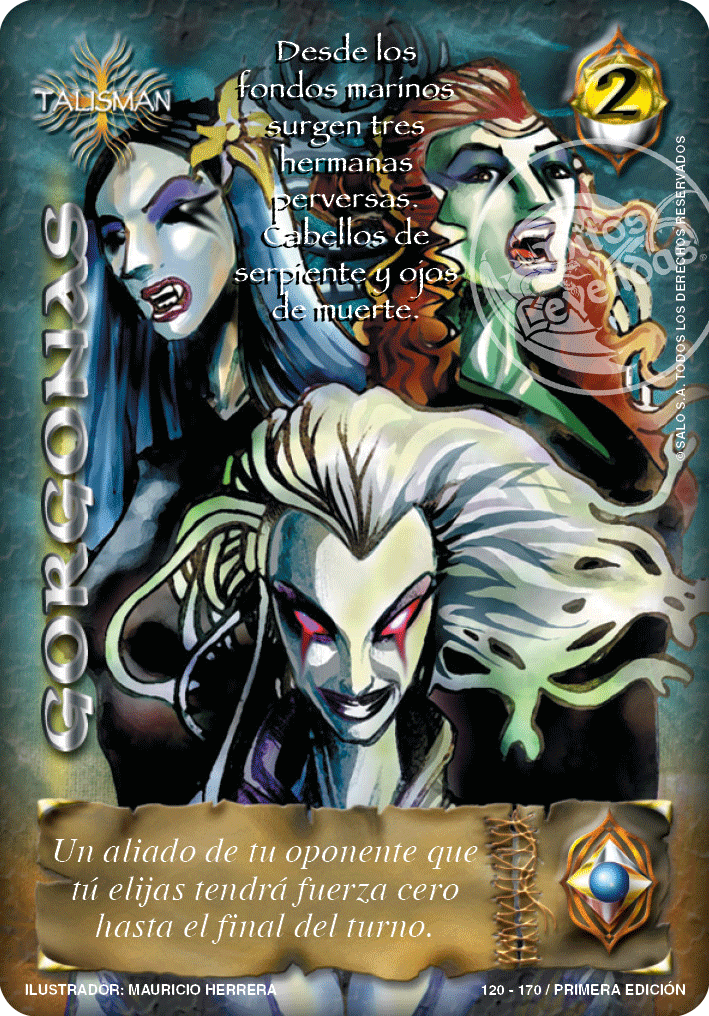 TALISMAN
Desde los
fondos marinos
surgen tres
hermanas
perversas.
Cabellos de
serpiente y ojos
de muerte.
2
GORGONAS
Mitos
Leyendas
© SALO S.A. TODOS LOS DERECHOS RESERVADOS
Un aliado de tu oponente que
tú elijas tendrá fuerza cero
hasta el final del turno.
ILUSTRADOR: MAURICIO HERRERA
120 - 170 / PRIMERA EDICIÓN